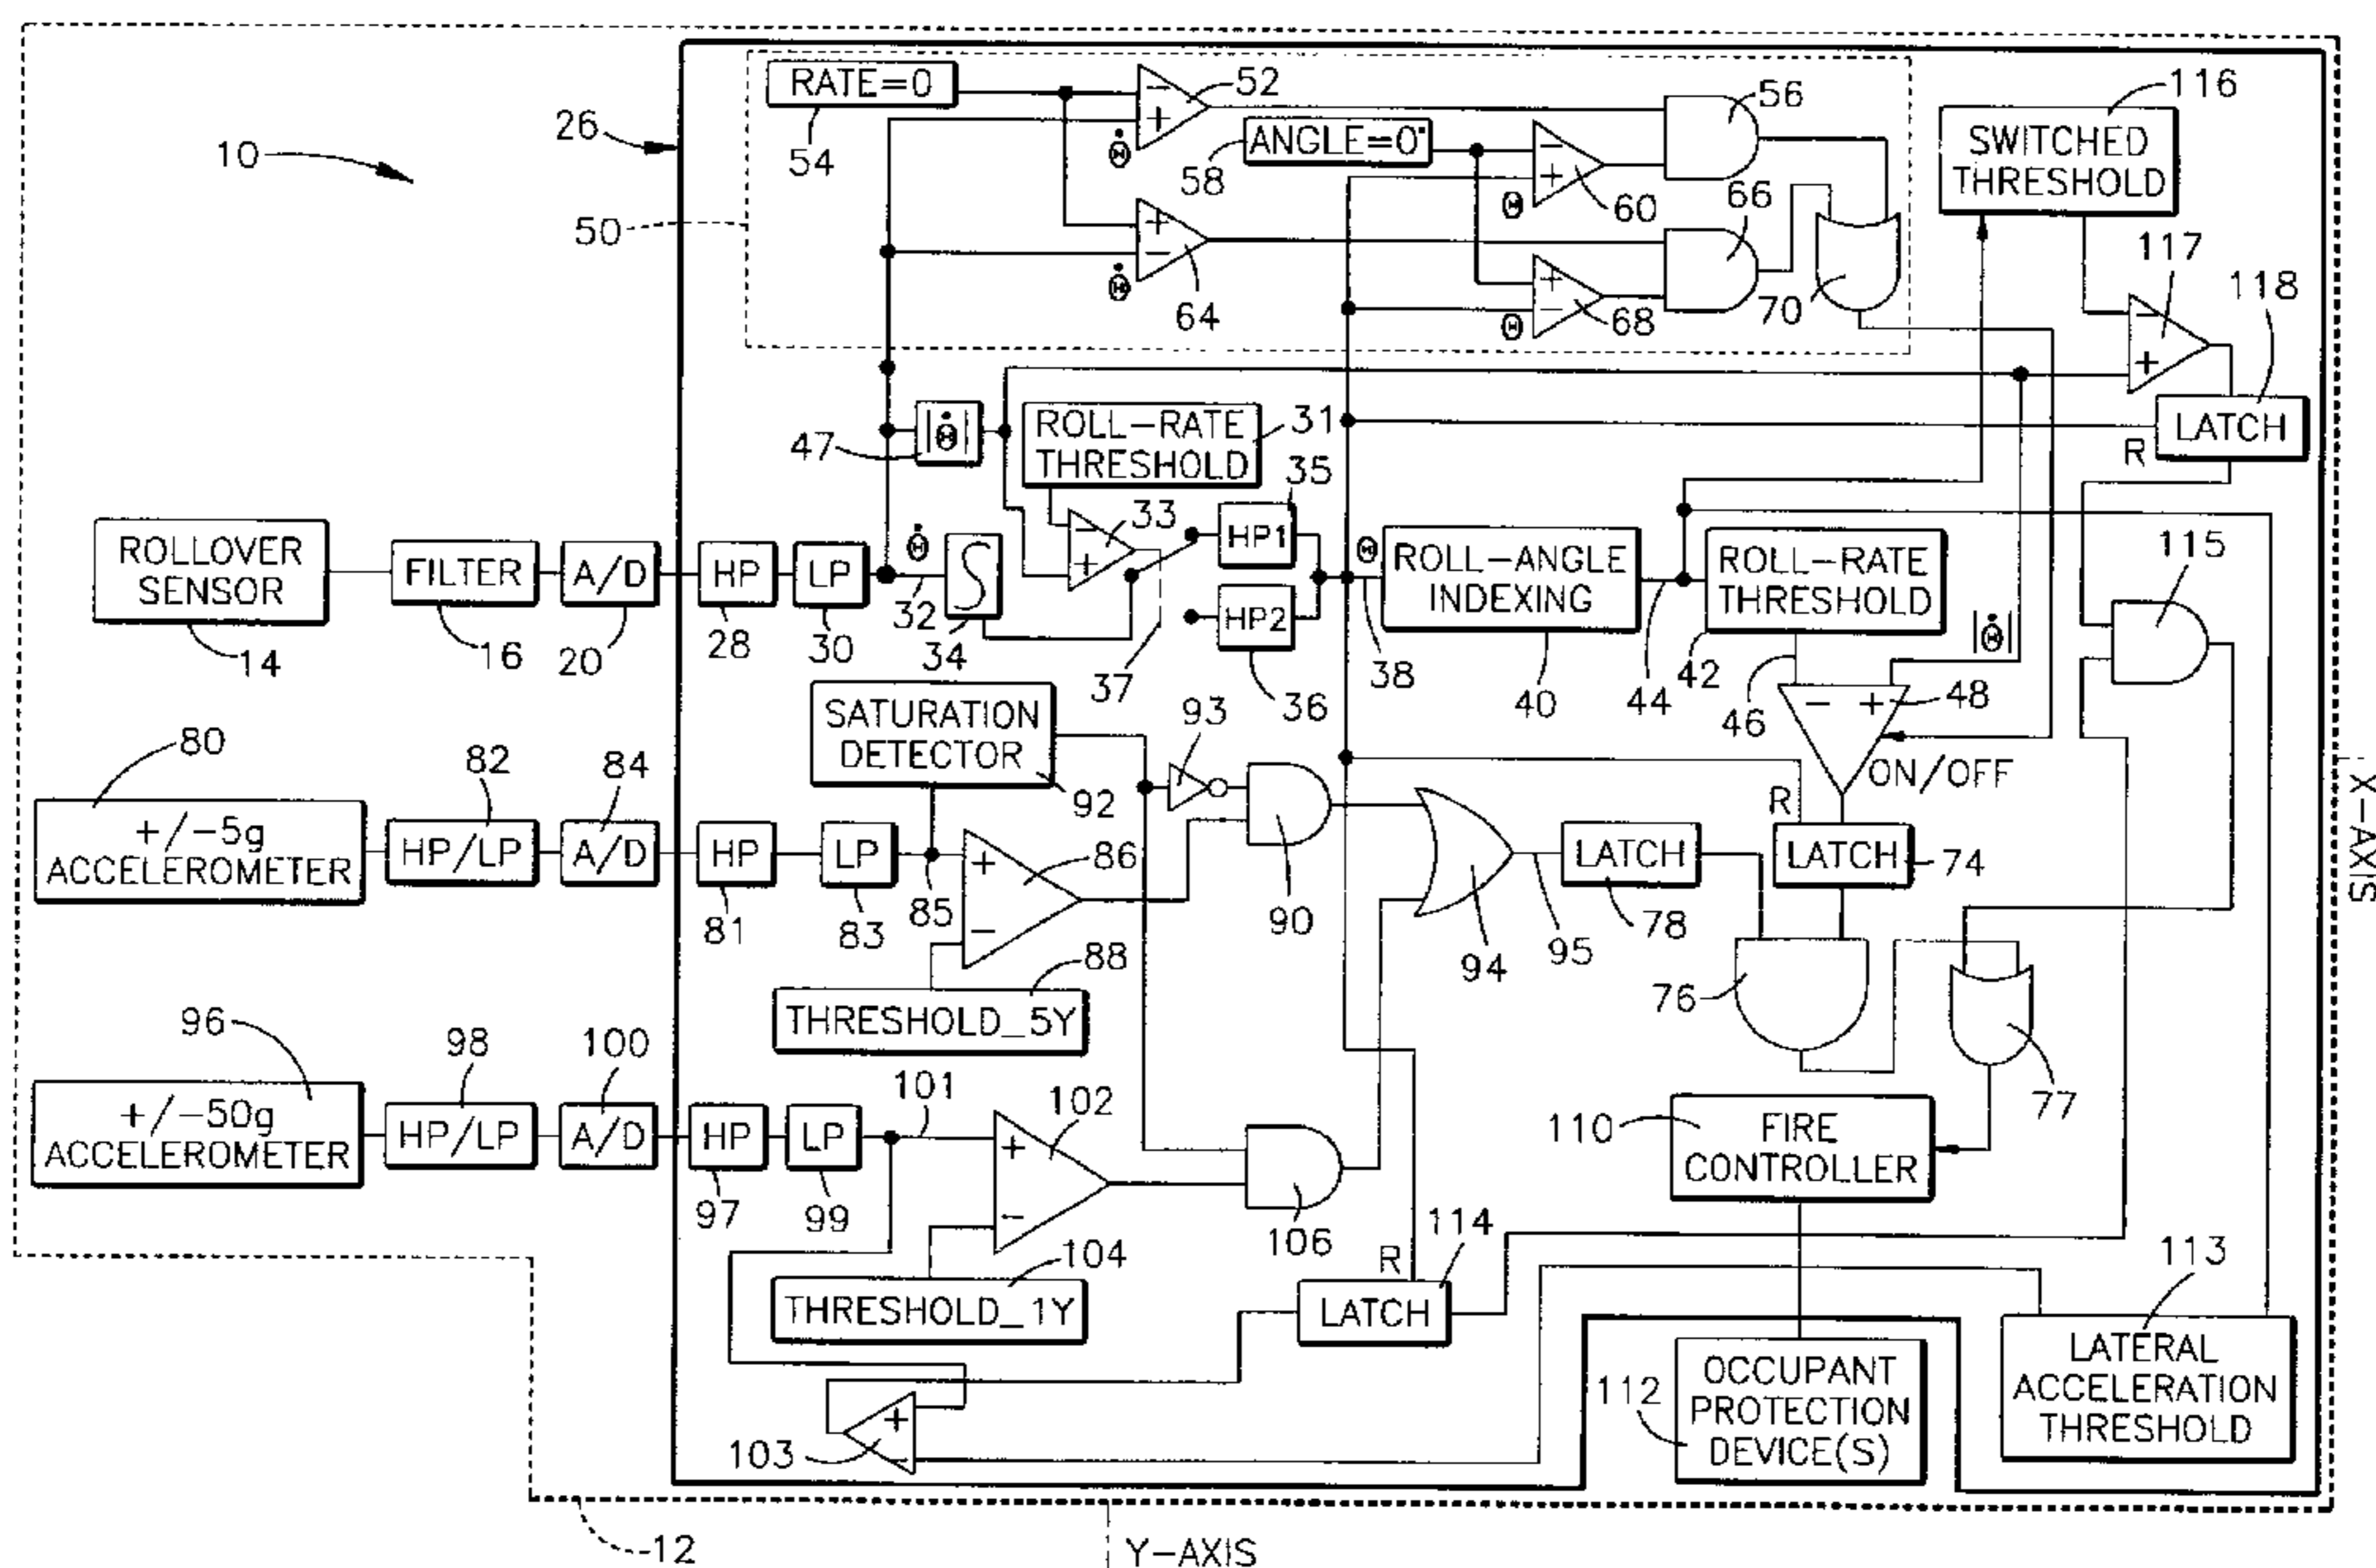 RATE=0
54
52
Θ̇
ANGLE=0°
58
60
Θ
56
66
64
Θ̇
68
Θ
70
50
26
10
116
SWITCHED
THRESHOLD
117
118
LATCH
R
47
|Θ̇|
ROLL-RATE
THRESHOLD
31
33
35
HP1
HP2
36
37
ROLLOVER
SENSOR
14
FILTER
16
A/D
20
HP
28
LP
30
Θ̇
32
34
Θ
38
ROLL-ANGLE
INDEXING
40
44
ROLL-RATE
THRESHOLD
42
46
|Θ̇|
48
ON/OFF
115
X-AXIS
80
+/-5g
ACCELEROMETER
82
HP/LP
84
A/D
HP
81
LP
83
85
SATURATION
DETECTOR
92
93
86
90
88
THRESHOLD_5Y
94
95
LATCH
78
R
LATCH
74
76
77
96
+/-50g
ACCELEROMETER
98
HP/LP
100
A/D
HP
97
LP
99
101
102
104
THRESHOLD_1Y
106
103
R
114
LATCH
110
FIRE
CONTROLLER
112
OCCUPANT
PROTECTION
DEVICE(S)
113
LATERAL
ACCELERATION
THRESHOLD
12
Y-AXIS